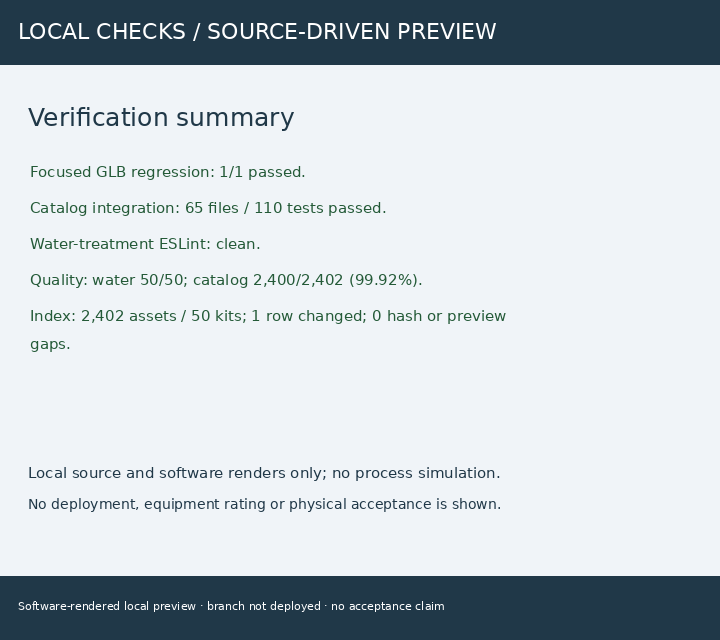 LOCAL CHECKS / SOURCE-DRIVEN PREVIEW
Verification summary
Focused GLB regression: 1/1 passed.
Catalog integration: 65 files / 110 tests passed.
Water-treatment ESLint: clean.
Quality: water 50/50; catalog 2,400/2,402 (99.92%).
Index: 2,402 assets / 50 kits; 1 row changed; 0 hash or preview
gaps.
Local source and software renders only; no process simulation.
No deployment, equipment rating or physical acceptance is shown.
Software-rendered local preview · branch not deployed · no acceptance claim